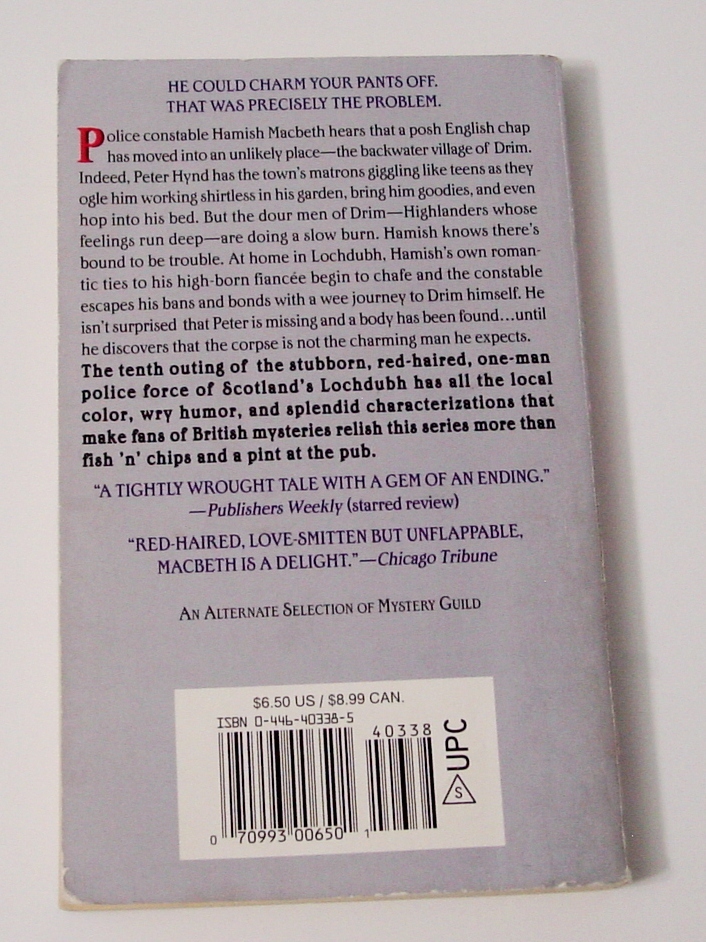 HE COULD CHARM YOUR PANTS OFF.
THAT WAS PRECISELY THE PROBLEM.
Police constable Hamish Macbeth hears that a posh English chap
has moved into an unlikely place—the backwater village of Drim.
Indeed, Peter Hynd has the town's matrons giggling like teens as they
ogle him working shirtless in his garden, bring him goodies, and even
hop into his bed. But the dour men of Drim—Highlanders whose
feelings run deep—are doing a slow burn. Hamish knows there's
bound to be trouble. At home in Lochdubh, Hamish's own roman-
tic ties to his high-born fiancée begin to chafe and the constable
escapes his bans and bonds with a wee journey to Drim himself. He
isn't surprised that Peter is missing and a body has been found...until
he discovers that the corpse is not the charming man he expects.
The tenth outing of the stubborn, red-haired, one-man
police force of Scotland's Lochdubh has all the local
color, wry humor, and splendid characterizations that
make fans of British mysteries relish this series more than
fish 'n' chips and a pint at the pub.
"A TIGHTLY WROUGHT TALE WITH A GEM OF AN ENDING."
—Publishers Weekly (starred review)
"RED-HAIRED, LOVE-SMITTEN BUT UNFLAPPABLE,
MACBETH IS A DELIGHT."—Chicago Tribune
AN ALTERNATE SELECTION OF MYSTERY GUILD
$6.50 US / $8.99 CAN.
ISBN 0-446-40338-5
40338
UPC
S
0 70993 00650 1